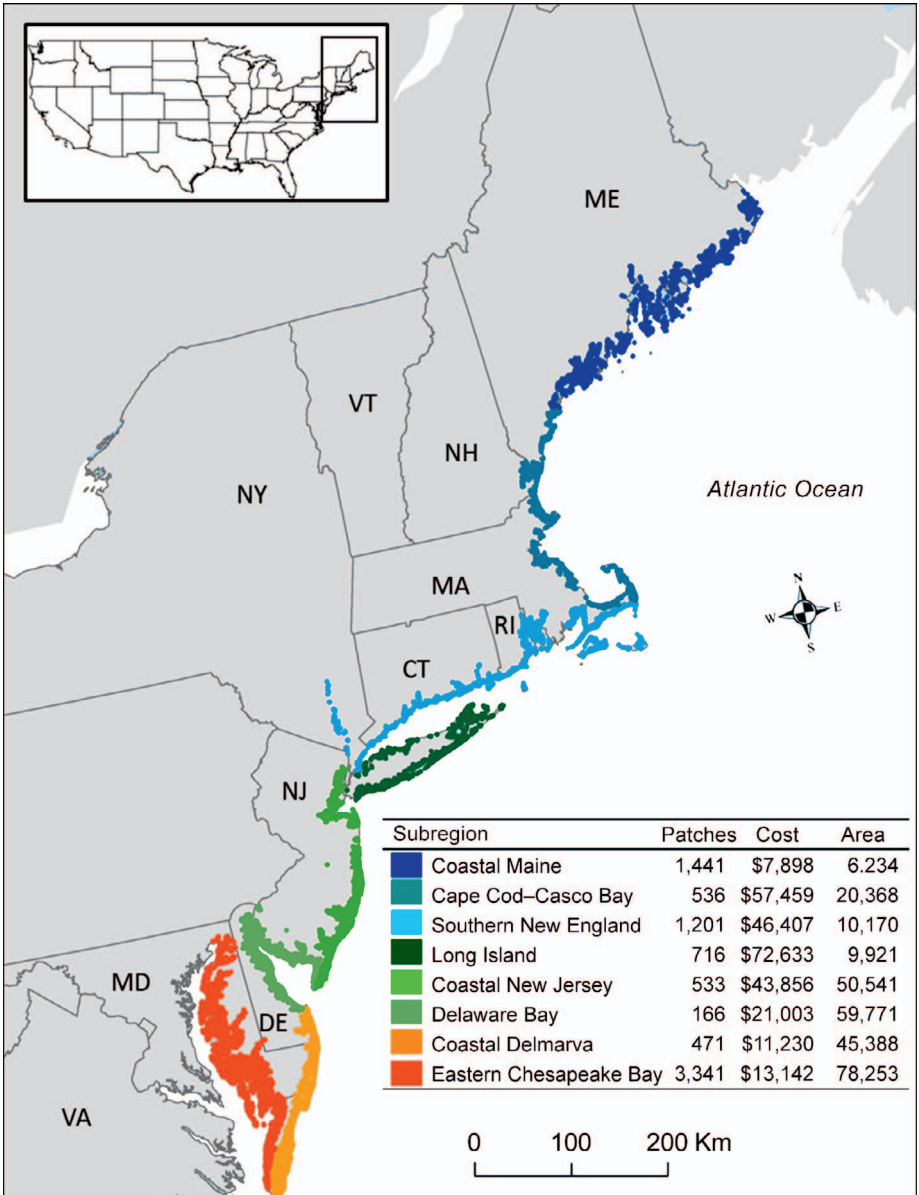 ME
VT
NH
NY
Atlantic Ocean
MA
N
W E
S
RI
CT
NJ
Subregion Patches Cost Area
Coastal Maine 1,441 $7,898 6.234
Cape Cod–Casco Bay 536 $57,459 20,368
Southern New England 1,201 $46,407 10,170
Long Island 716 $72,633 9,921
Coastal New Jersey 533 $43,856 50,541
Delaware Bay 166 $21,003 59,771
Coastal Delmarva 471 $11,230 45,388
Eastern Chesapeake Bay 3,341 $13,142 78,253
MD
DE
VA
0 100 200 Km